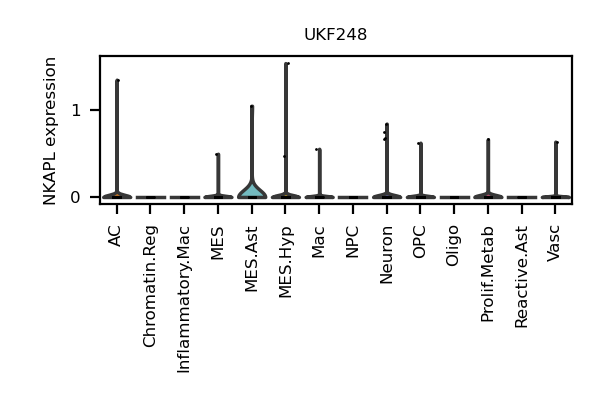 UKF248
NKAPL expression
1
0
AC
Chromatin.Reg
Inflammatory.Mac
MES
MES.Ast
MES.Hyp
Mac
NPC
Neuron
OPC
Oligo
Prolif.Metab
Reactive.Ast
Vasc